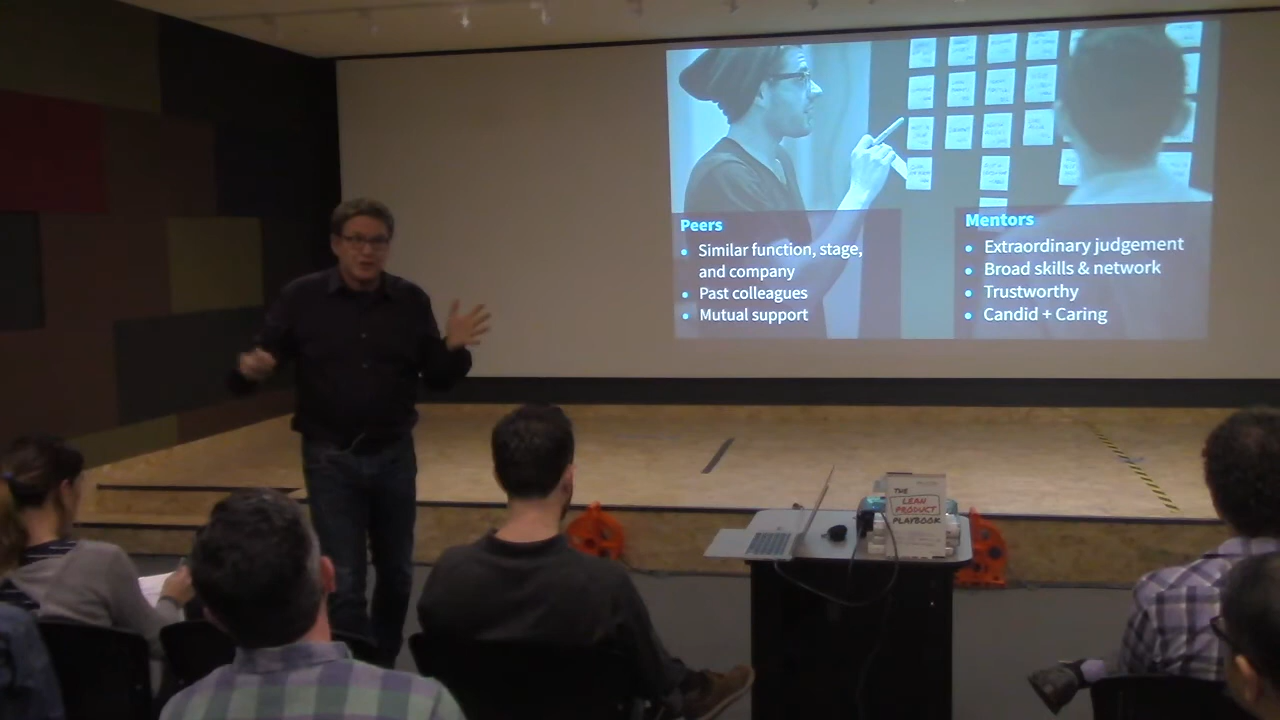 Peers
• Similar function, stage,
and company
• Past colleagues
• Mutual support
Mentors
• Extraordinary judgement
• Broad skills & network
• Trustworthy
• Candid + Caring
THE
LEAN
PRODUCT
PLAYBOOK